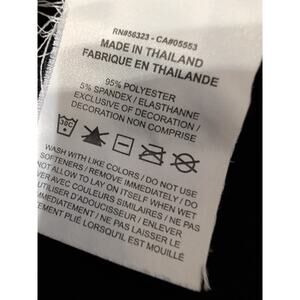 RN#56323 - CA#05553
MADE IN THAILAND
FABRIQUE EN THAILANDE
95% POLYESTER
5% SPANDEX / ELASTHANNE
EXCLUSIVE OF DECORATION /
DECORATION NON COMPRISE
WASH WITH LIKE COLORS / DO NOT USE
SOFTENERS / REMOVE IMMEDIATELY / DO
NOT ALLOW TO LAY ON ITSELF WHEN WET
AVEC COULEURS SIMILAIRES / NE PAS
UTILISER D'ADOUCISSEUR / ENLEVER
IMMEDIATEMENT / NE PAS LAISSER LE
PLIÉ LORSQU'IL EST MOUILLÉ